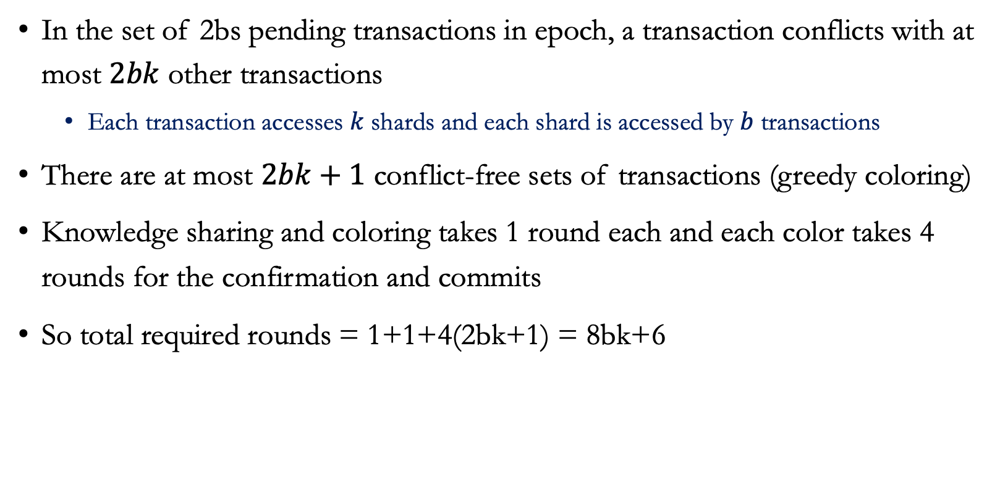 • In the set of 2bs pending transactions in epoch, a transaction conflicts with at
most 2bk other transactions
• Each transaction accesses k shards and each shard is accessed by b transactions
• There are at most 2bk + 1 conflict-free sets of transactions (greedy coloring)
• Knowledge sharing and coloring takes 1 round each and each color takes 4
rounds for the confirmation and commits
• So total required rounds = 1+1+4(2bk+1) = 8bk+6